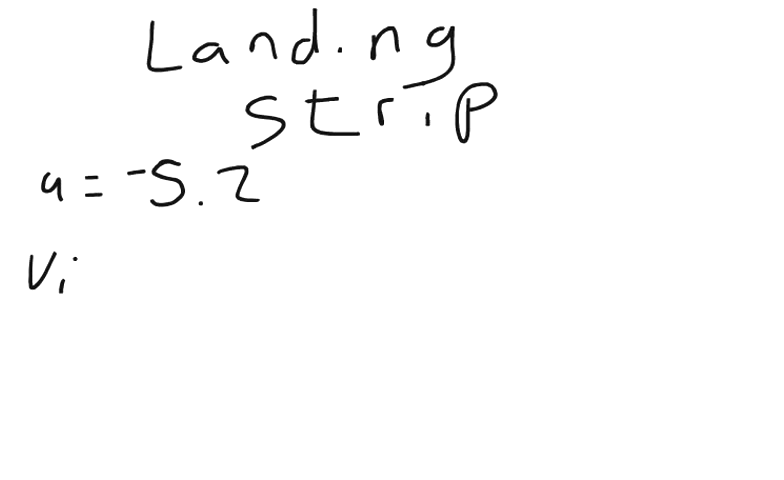 Landing
strip
a = -5.2
Vi